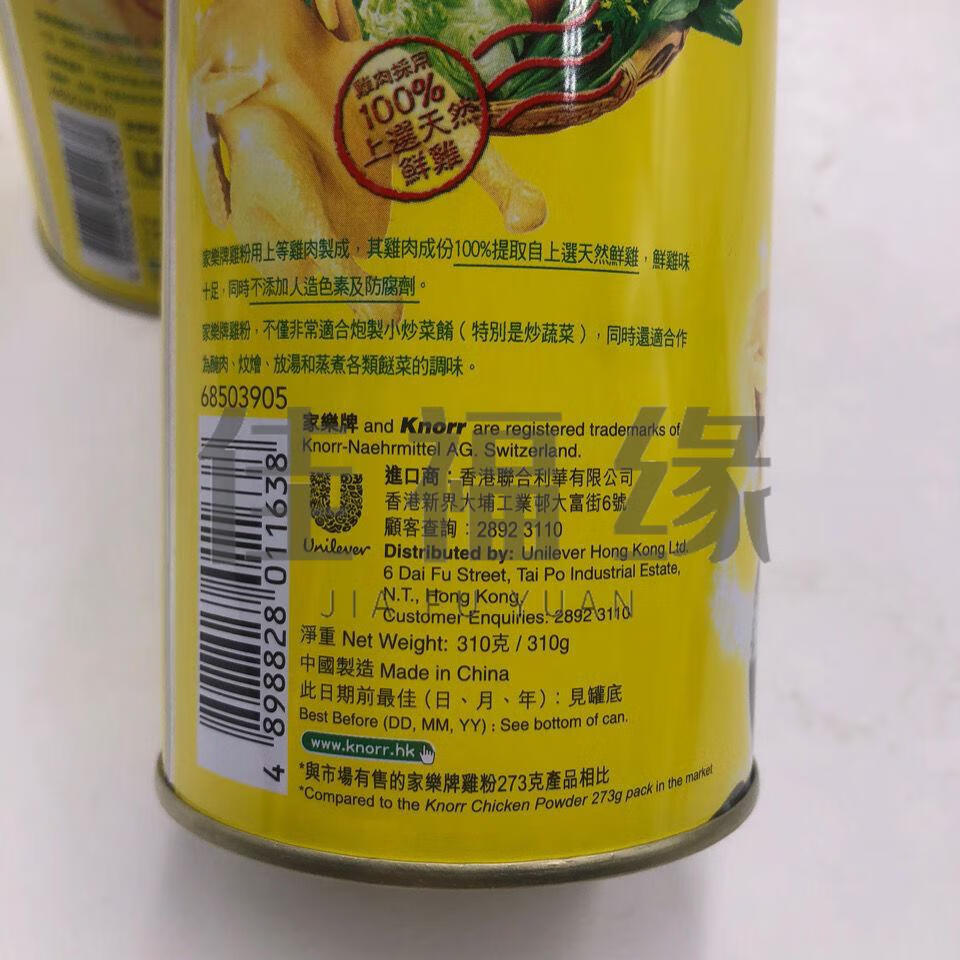 雞肉採用
100%
上選天然
鮮雞
家樂牌雞粉用上等雞肉製成，其雞肉成份100%提取自上選天然鮮雞，鮮雞味
十足，同時不添加人造色素及防腐劑。
家樂牌雞粉，不僅非常適合炮製小炒菜餚（特別是炒蔬菜），同時還適合作
為醃肉、炆燴、放湯和蒸煮各類餸菜的調味。
68503905
家樂牌 and Knorr are registered trademarks of
Knorr-Naehrmittel AG. Switzerland.
進口商：香港聯合利華有限公司
香港新界大埔工業邨大富街6號
顧客查詢：2892 3110
Unilever
Distributed by: Unilever Hong Kong Ltd.
6 Dai Fu Street, Tai Po Industrial Estate,
N.T., Hong Kong.
Customer Enquiries: 2892 3110
淨重 Net Weight: 310克 / 310g
中國製造 Made in China
此日期前最佳（日、月、年）：見罐底
Best Before (DD, MM, YY) : See bottom of can.
www.knorr.hk
*與市場有售的家樂牌雞粉273克產品相比
*Compared to the Knorr Chicken Powder 273g pack in the market
4 898828 011638
佳福缘
JIA FU YUAN
68503905